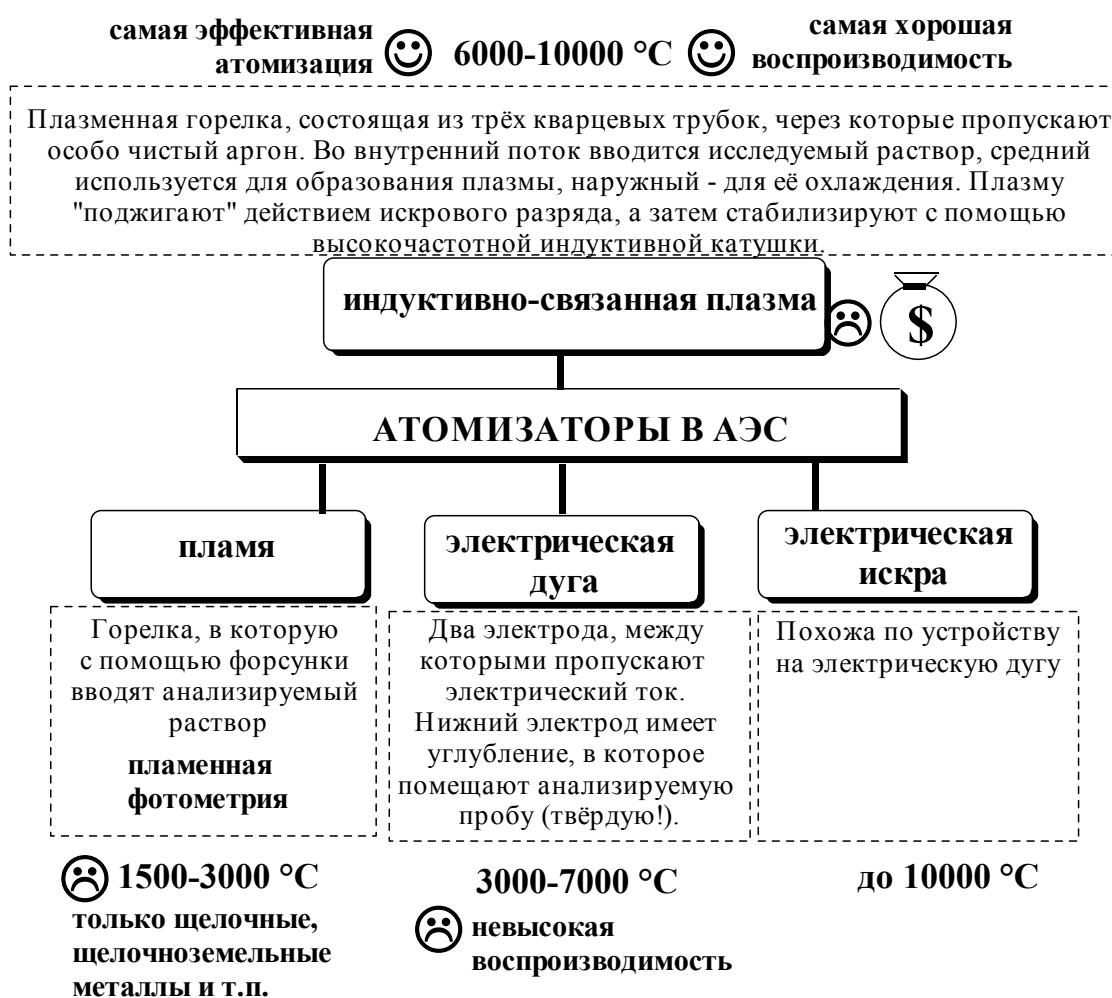 самая эффективная
атомизация
6000-10000 °C
самая хорошая
воспроизводимость
Плазменная горелка, состоящая из трёх кварцевых трубок, через которые пропускают
особо чистый аргон. Во внутренний поток вводится исследуемый раствор, средний
используется для образования плазмы, наружный - для её охлаждения. Плазму
"поджигают" действием искрового разряда, а затем стабилизируют с помощью
высокочастотной индуктивной катушки.
индуктивно-связанная плазма
$
АТОМИЗАТОРЫ В АЭС
пламя
электрическая
дуга
электрическая
искра
Горелка, в которую
с помощью форсунки
вводят анализируемый
раствор
пламенная
фотометрия
Два электрода, между
которыми пропускают
электрический ток.
Нижний электрод имеет
углубление, в которое
помещают анализируемую
пробу (твёрдую!).
Похожа по устройству
на электрическую дугу
1500-3000 °C
только щелочные,
щелочноземельные
металлы и т.п.
3000-7000 °C
невысокая
воспроизводимость
до 10000 °C